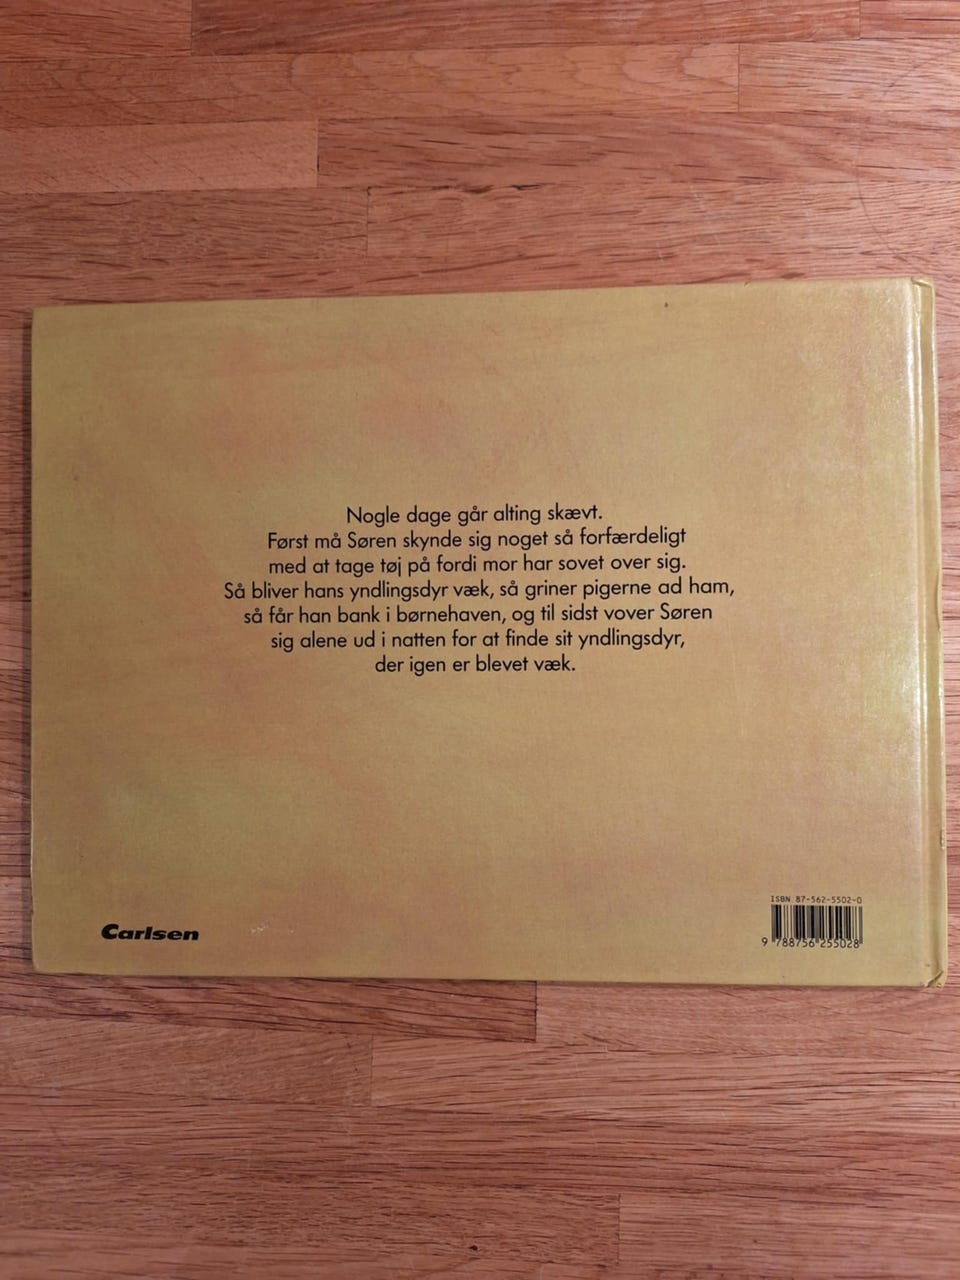 Nogle dage går alting skævt.
Først må Søren skynde sig noget så forfærdeligt
med at tage tøj på fordi mor har sovet over sig.
Så bliver hans yndlingsdyr væk, så griner pigerne ad ham,
så får han bank i børnehaven, og til sidst vover Søren
sig alene ud i natten for at finde sit yndlingsdyr,
der igen er blevet væk.
Carlsen
ISBN 87-562-5502-0
9 788756 255028